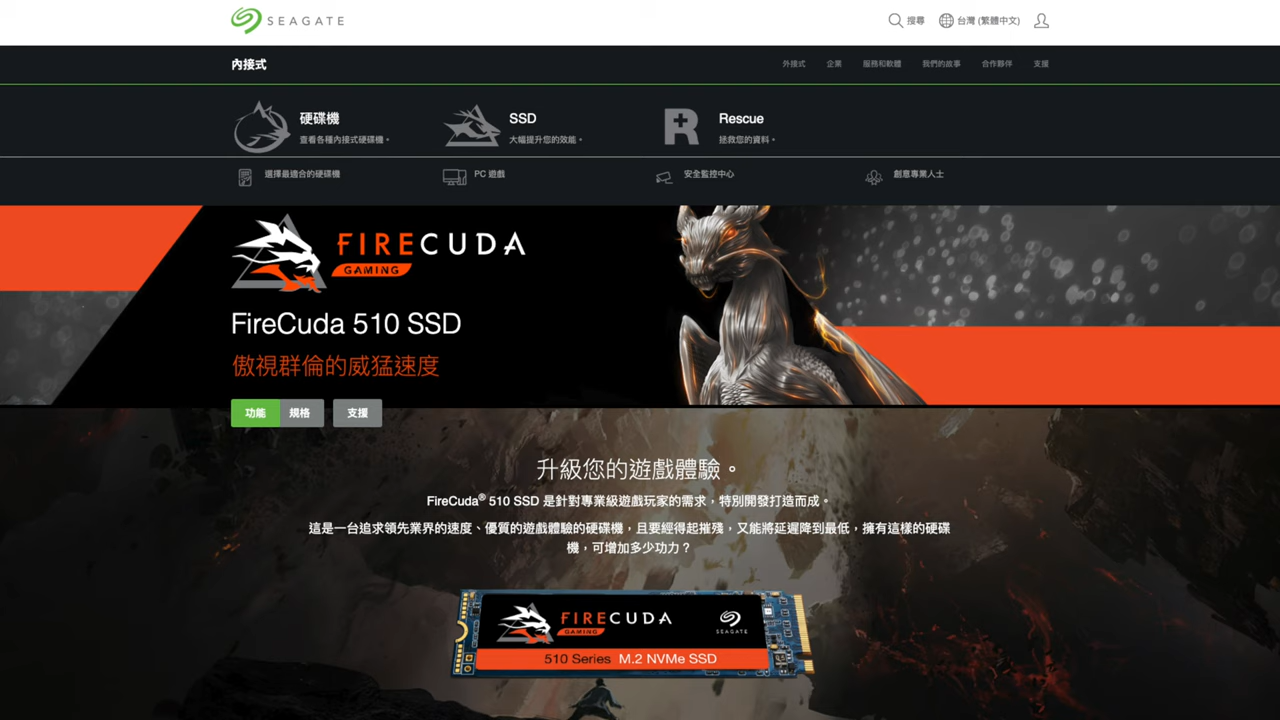 SEAGATE
搜尋
台灣 (繁體中文)
內接式
外接式
企業
服務和軟體
我們的故事
合作夥伴
支援
硬碟機
查看各種內接式硬碟機。
SSD
大幅提升您的效能。
Rescue
拯救您的資料。
選擇最適合的硬碟機
PC 遊戲
安全監控中心
創意專業人士
FIRECUDA
GAMING
FireCuda 510 SSD
傲視群倫的威猛速度
功能
規格
支援
升級您的遊戲體驗。
FireCuda® 510 SSD 是針對專業級遊戲玩家的需求，特別開發打造而成。
這是一台追求領先業界的速度、優質的遊戲體驗的硬碟機，且要經得起摧殘，又能將延遲降到最低，擁有這樣的硬碟
機，可增加多少功力？
FIRECUDA
GAMING
SEAGATE
510 Series M.2 NVMe SSD